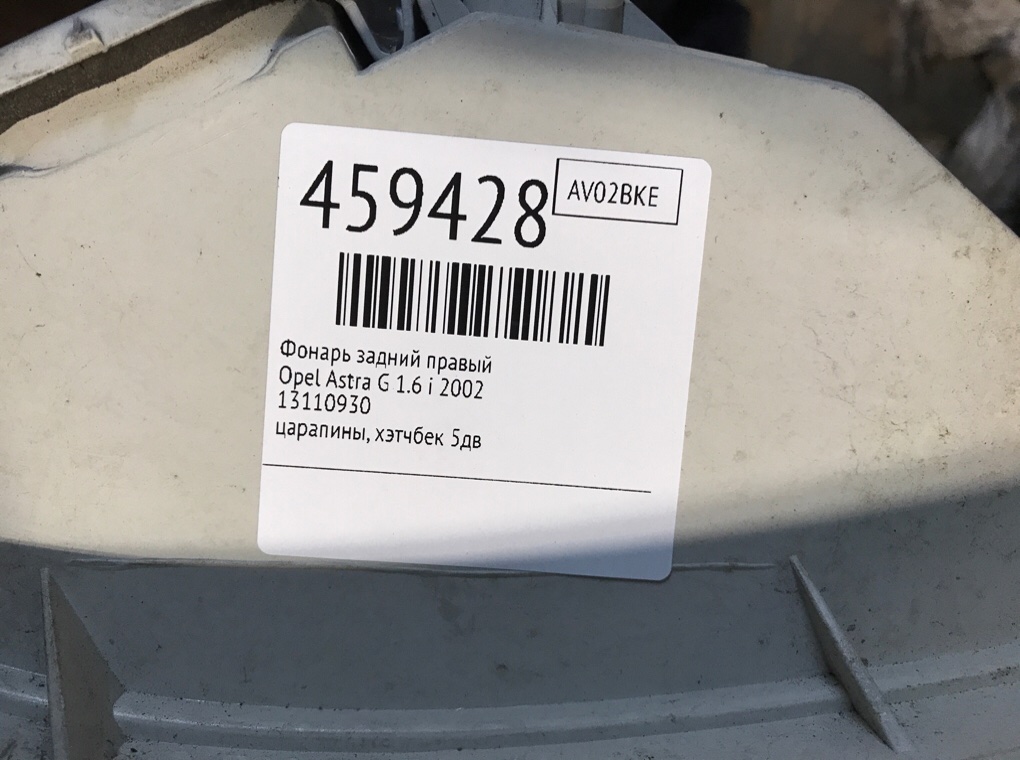 459428
AV02BKE
Фонарь задний правый
Opel Astra G 1.6 i 2002
13110930
царапины, хэтчбек 5дв